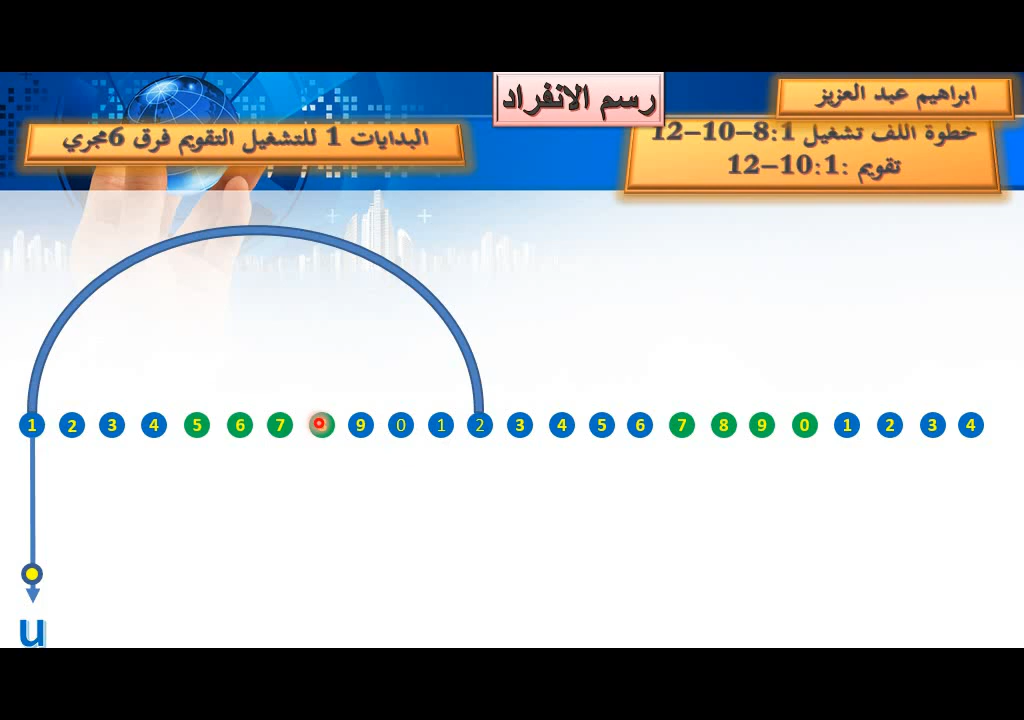 رسم الانفراد
ابراهيم عبد العزيز
خطوة اللف تشغيل 1:8-10-12
تقويم :1:10-12
البدايات 1 للتشغيل التقويم فرق 6مجري
1 2 3 4 5 6 7 9 0 1 2 3 4 5 6 7 8 9 0 1 2 3 4
u